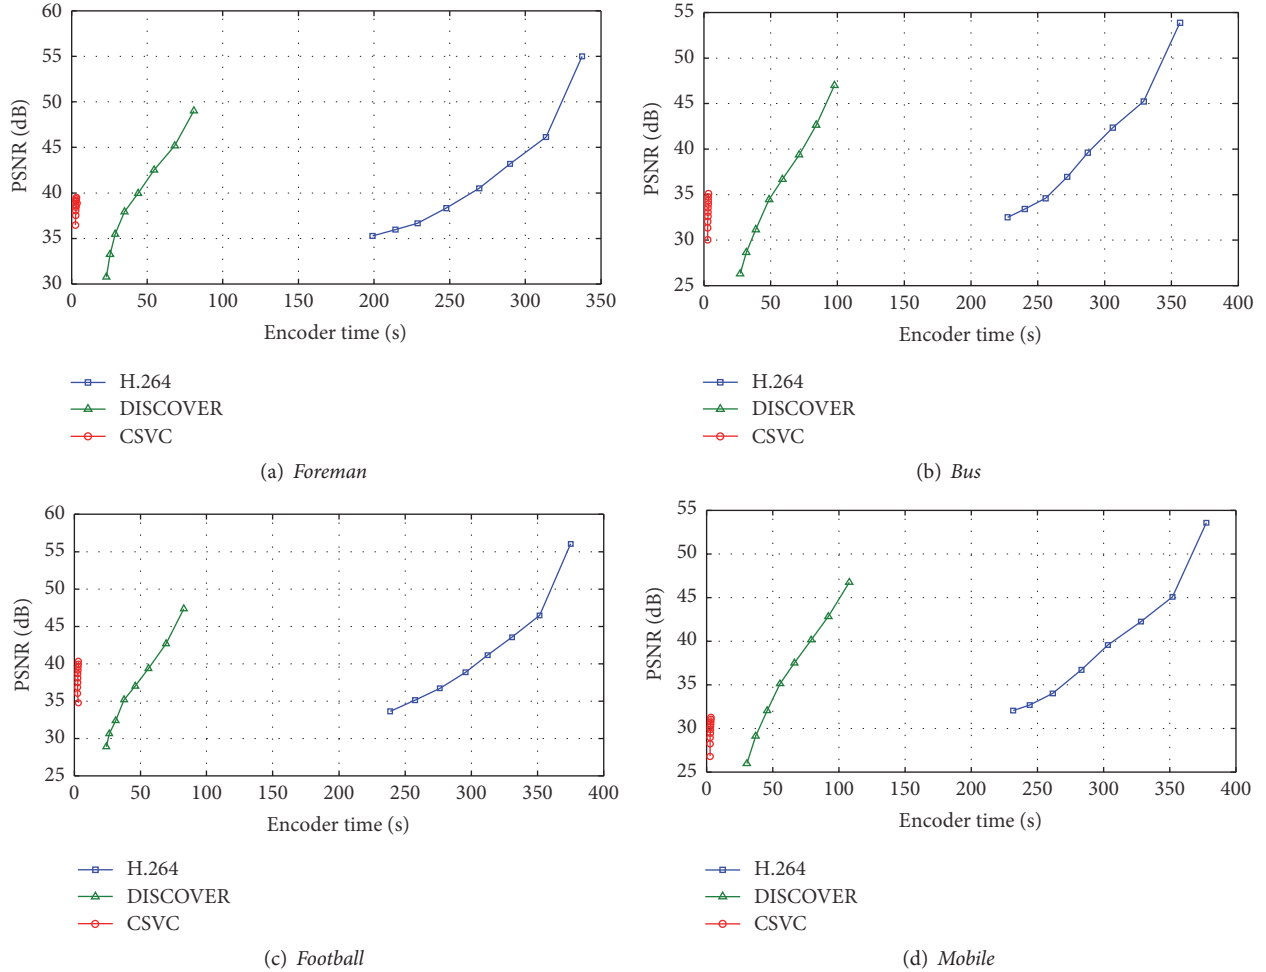 60
55
50
45
40
35
30
PSNR (dB)
0 50 100 150 200 250 300 350
Encoder time (s)
H.264
DISCOVER
CSVC
(a) Foreman
55
50
45
40
35
30
25
PSNR (dB)
0 50 100 150 200 250 300 350 400
Encoder time (s)
H.264
DISCOVER
CSVC
(b) Bus
60
55
50
45
40
35
30
25
PSNR (dB)
0 50 100 150 200 250 300 350 400
Encoder time (s)
H.264
DISCOVER
CSVC
(c) Football
55
50
45
40
35
30
25
PSNR (dB)
0 50 100 150 200 250 300 350 400
Encoder time (s)
H.264
DISCOVER
CSVC
(d) Mobile